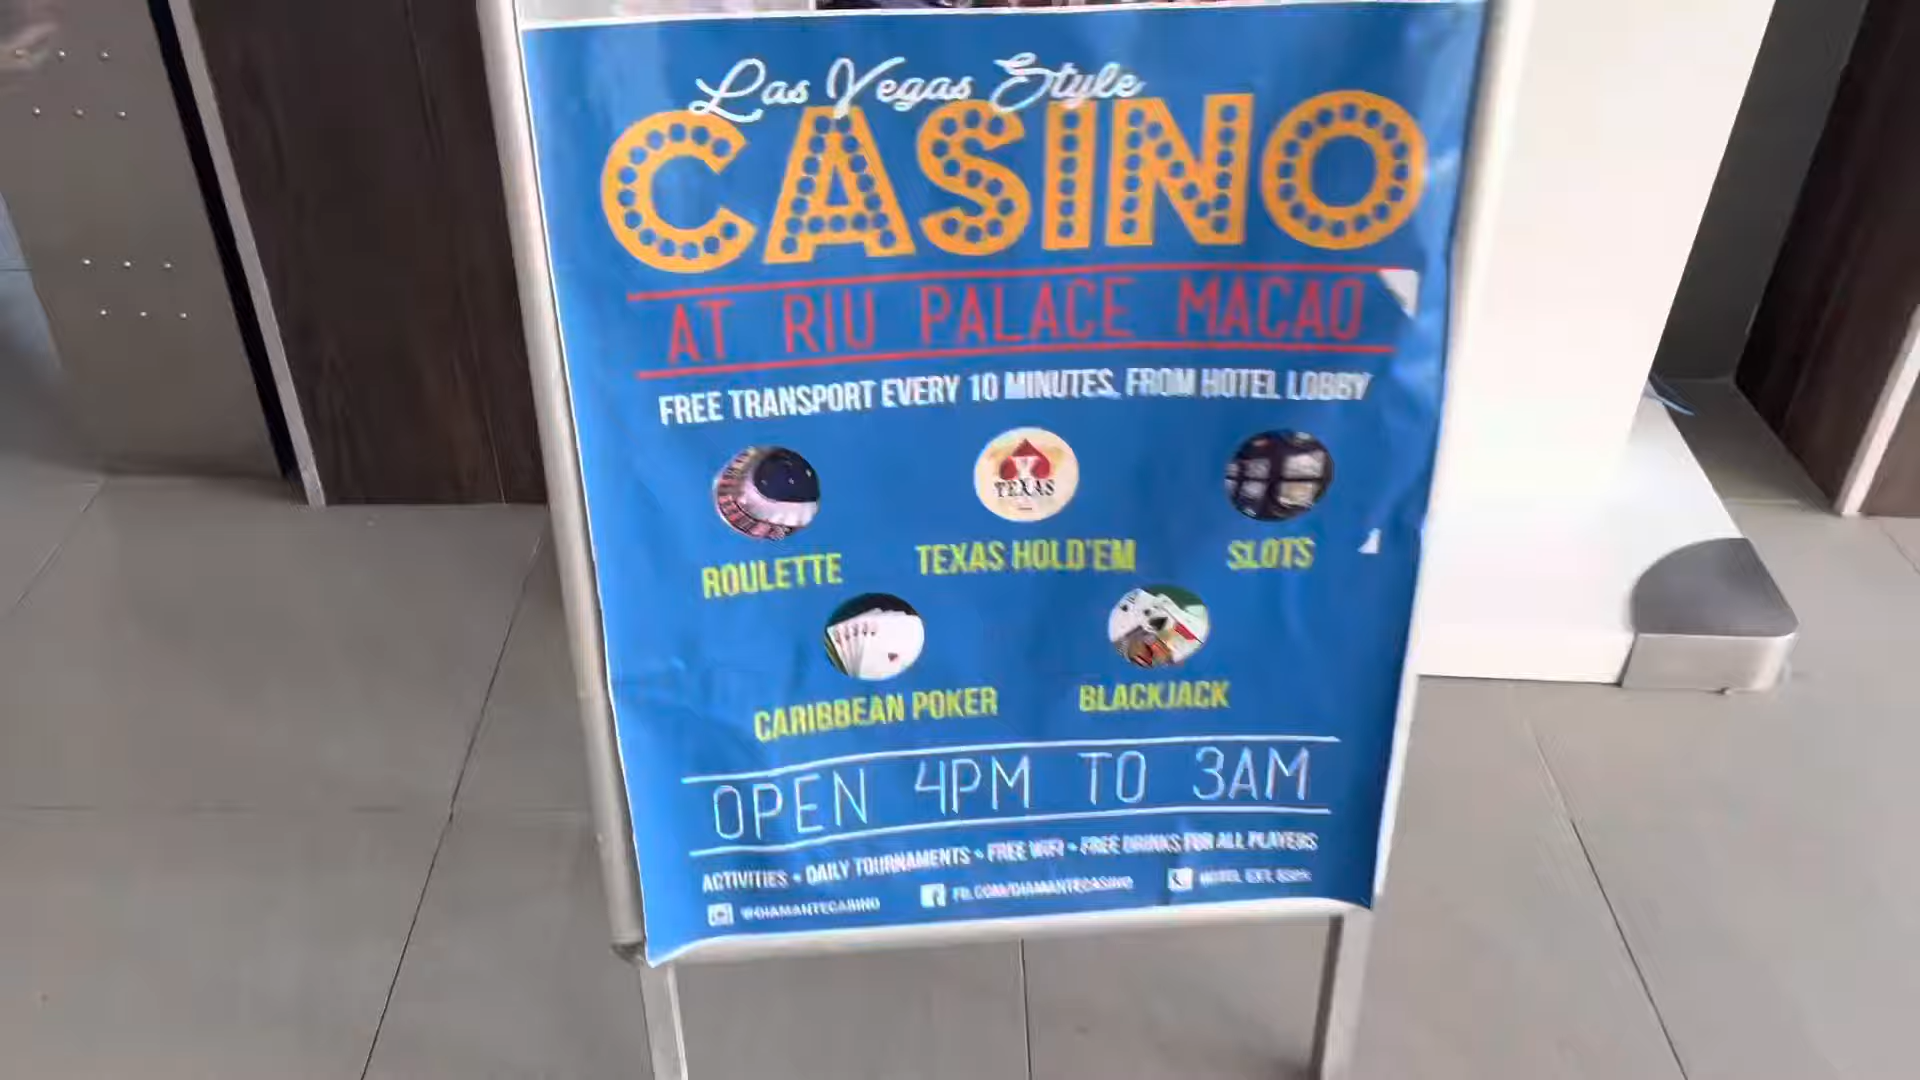 Las Vegas Style
CASINO
AT RIU PALACE MACAO
FREE TRANSPORT EVERY 10 MINUTES, FROM HOTEL LOBBY
TEXAS
ROULETTE
TEXAS HOLD'EM
SLOTS
CARIBBEAN POKER
BLACKJACK
OPEN 4PM TO 3AM
ACTIVITIES • DAILY TOURNAMENTS • FREE WIFI • FREE DRINKS FOR ALL PLAYERS
@DIAMANTECASINO
FB.COM/DIAMANTECASINO
HOTEL EXT.